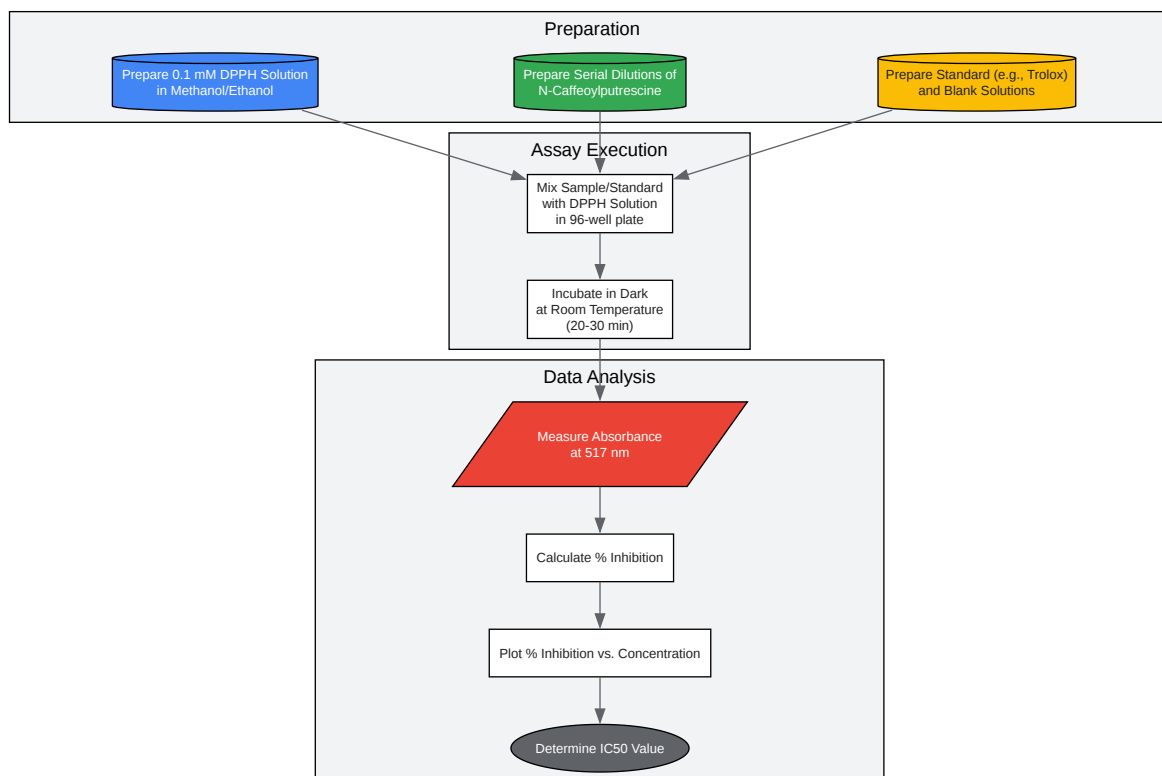 Preparation
Prepare 0.1 mM DPPH Solution
in Methanol/Ethanol
Prepare Serial Dilutions of
N-Caffeoylputrescine
Prepare Standard (e.g., Trolox)
and Blank Solutions
Assay Execution
Mix Sample/Standard
with DPPH Solution
in 96-well plate
Incubate in Dark
at Room Temperature
(20-30 min)
Data Analysis
Measure Absorbance
at 517 nm
Calculate % Inhibition
Plot % Inhibition vs. Concentration
Determine IC50 Value